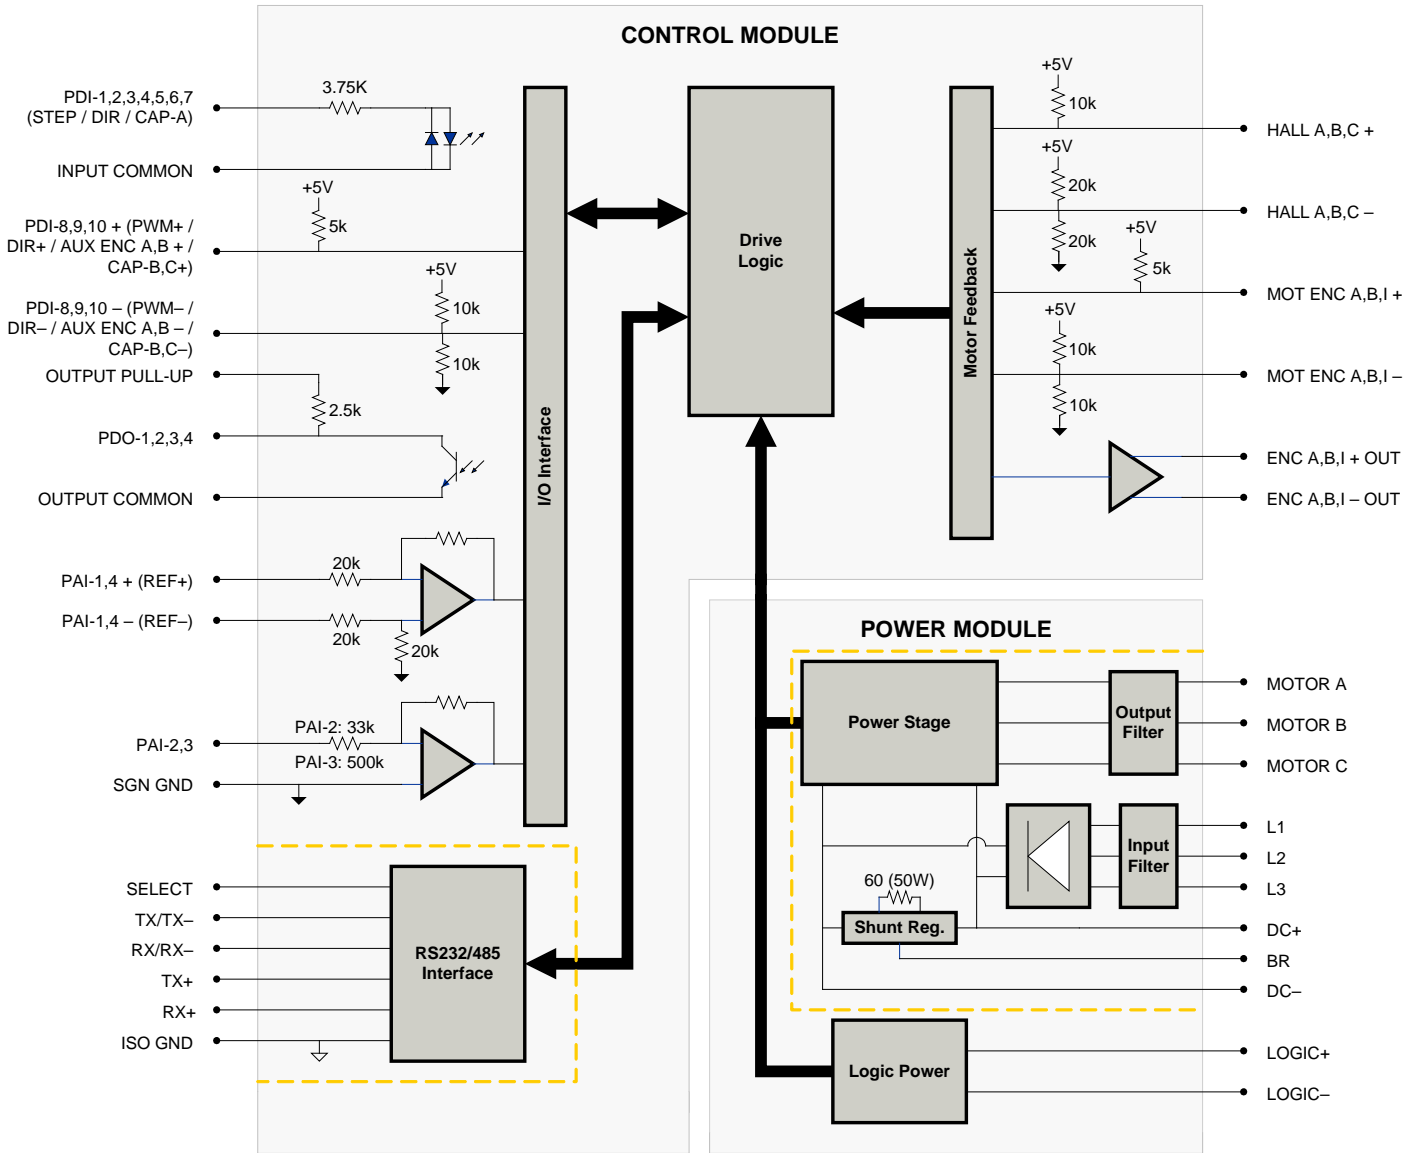 CONTROL MODULE
PDI-1,2,3,4,5,6,7
(STEP / DIR / CAP-A)
3.75K
INPUT COMMON
+5V
5k
PDI-8,9,10 + (PWM+ /
DIR+ / AUX ENC A,B + /
CAP-B,C+)
+5V
10k
10k
PDI-8,9,10 – (PWM– /
DIR– / AUX ENC A,B – /
CAP-B,C–)
OUTPUT PULL-UP
2.5k
PDO-1,2,3,4
OUTPUT COMMON
PAI-1,4 + (REF+)
20k
PAI-1,4 – (REF–)
20k
20k
PAI-2,3
PAI-2: 33k
PAI-3: 500k
SGN GND
I/O Interface
SELECT
TX/TX–
RX/RX–
TX+
RX+
ISO GND
RS232/485
Interface
Drive
Logic
Motor Feedback
+5V
10k
HALL A,B,C +
+5V
20k
20k
HALL A,B,C –
+5V
5k
MOT ENC A,B,I +
+5V
10k
10k
MOT ENC A,B,I –
ENC A,B,I + OUT
ENC A,B,I – OUT
POWER MODULE
Power Stage
Output
Filter
MOTOR A
MOTOR B
MOTOR C
Input
Filter
L1
L2
L3
60 (50W)
Shunt Reg.
DC+
BR
DC–
Logic Power
LOGIC+
LOGIC–